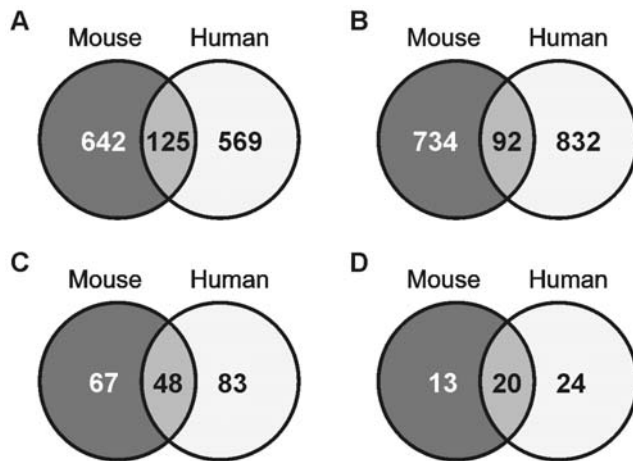 A
Mouse Human
642 125 569
B
Mouse Human
734 92 832
C
Mouse Human
67 48 83
D
Mouse Human
13 20 24